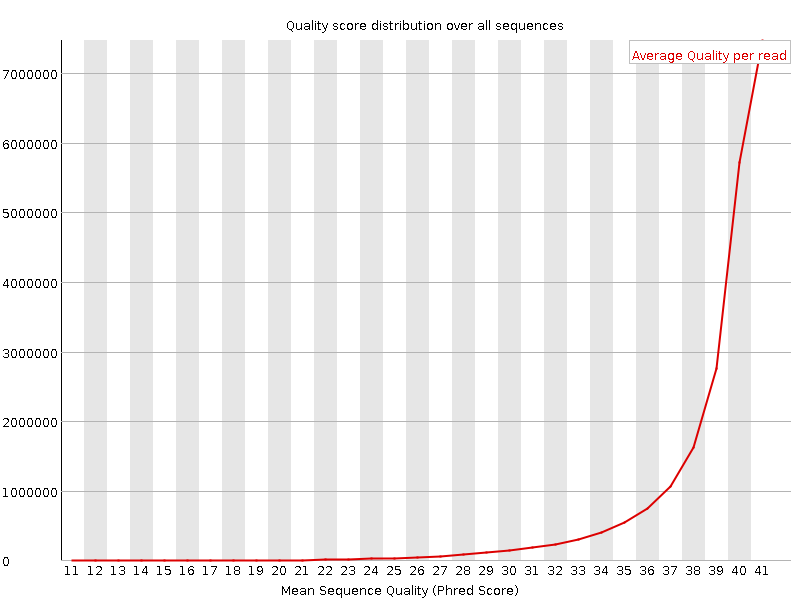 Quality score distribution over all sequences
Average Quality per read
7000000
6000000
5000000
4000000
3000000
2000000
1000000
0
11 12 13 14 15 16 17 18 19 20 21 22 23 24 25 26 27 28 29 30 31 32 33 34 35 36 37 38 39 40 41
Mean Sequence Quality (Phred Score)